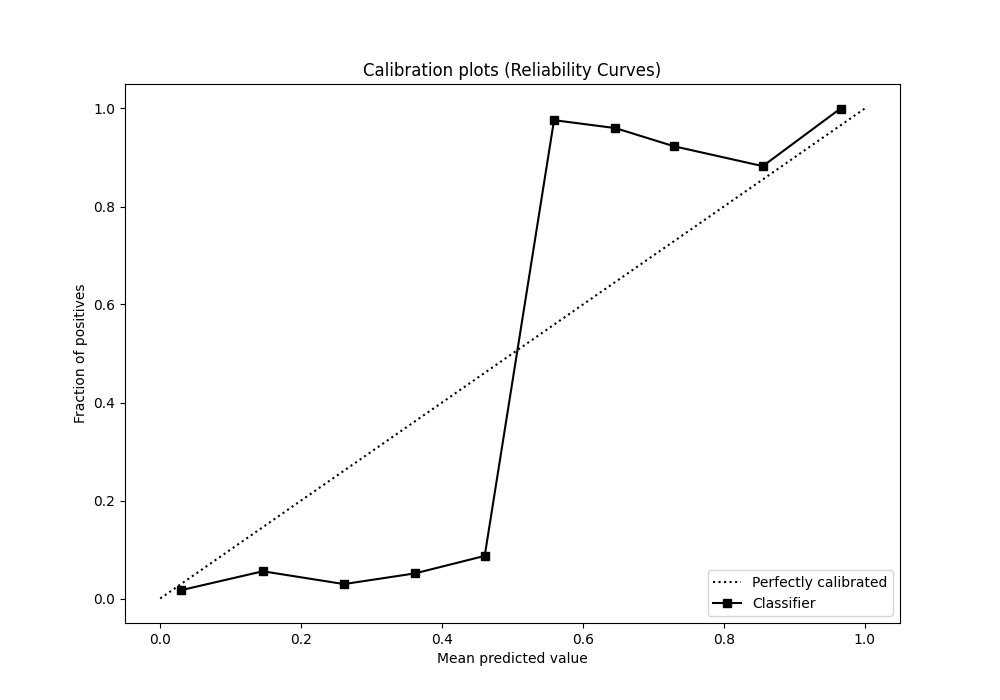 Calibration plots (Reliability Curves)
1.0
0.8
0.6
0.4
0.2
0.0
Fraction of positives
0.0 0.2 0.4 0.6 0.8 1.0
Mean predicted value
Perfectly calibrated
Classifier